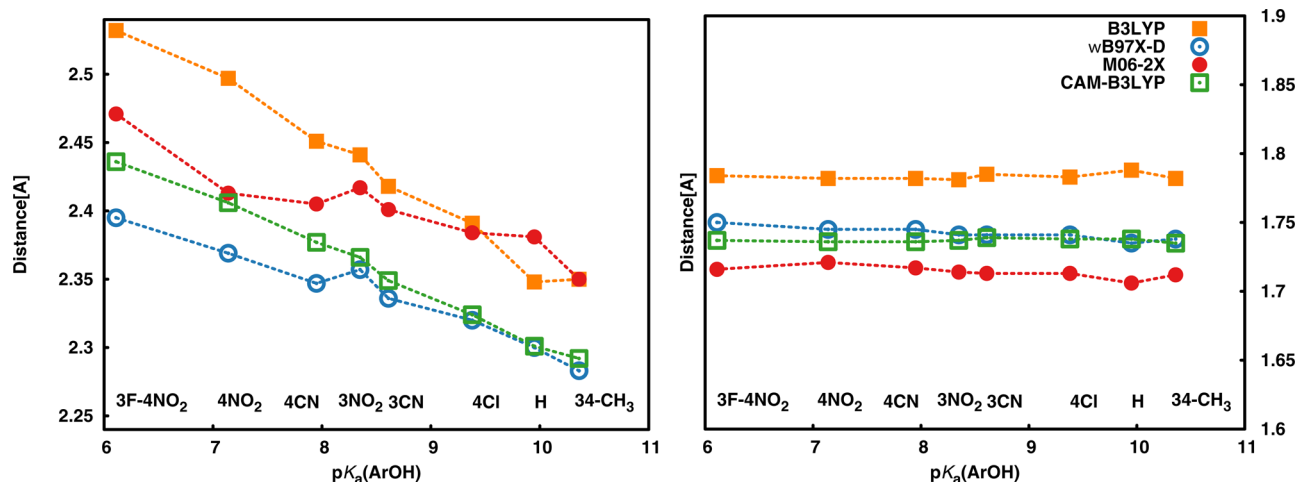 2.5
2.45
2.4
2.35
2.3
2.25
Distance[A]
3F-4NO₂ 4NO₂ 4CN 3NO₂ 3CN 4Cl H 34-CH₃
6 7 8 9 10 11
pKₐ(ArOH)
B3LYP
wB97X-D
M06-2X
CAM-B3LYP
1.9
1.85
1.8
1.75
1.7
1.65
1.6
Distance[A]
3F-4NO₂ 4NO₂ 4CN 3NO₂ 3CN 4Cl H 34-CH₃
6 7 8 9 10 11
pKₐ(ArOH)